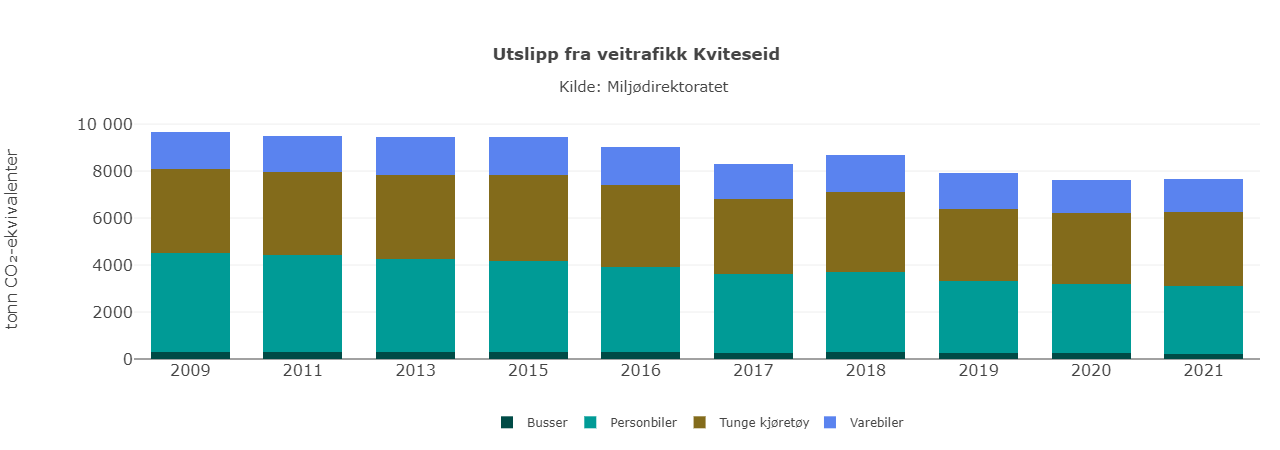 Utslipp fra veitrafikk Kviteseid
Kilde: Miljødirektoratet
tonn CO₂-ekvivalenter
10 000
8000
6000
4000
2000
0
2009 2011 2013 2015 2016 2017 2018 2019 2020 2021
Busser Personbiler Tunge kjøretøy Varebiler